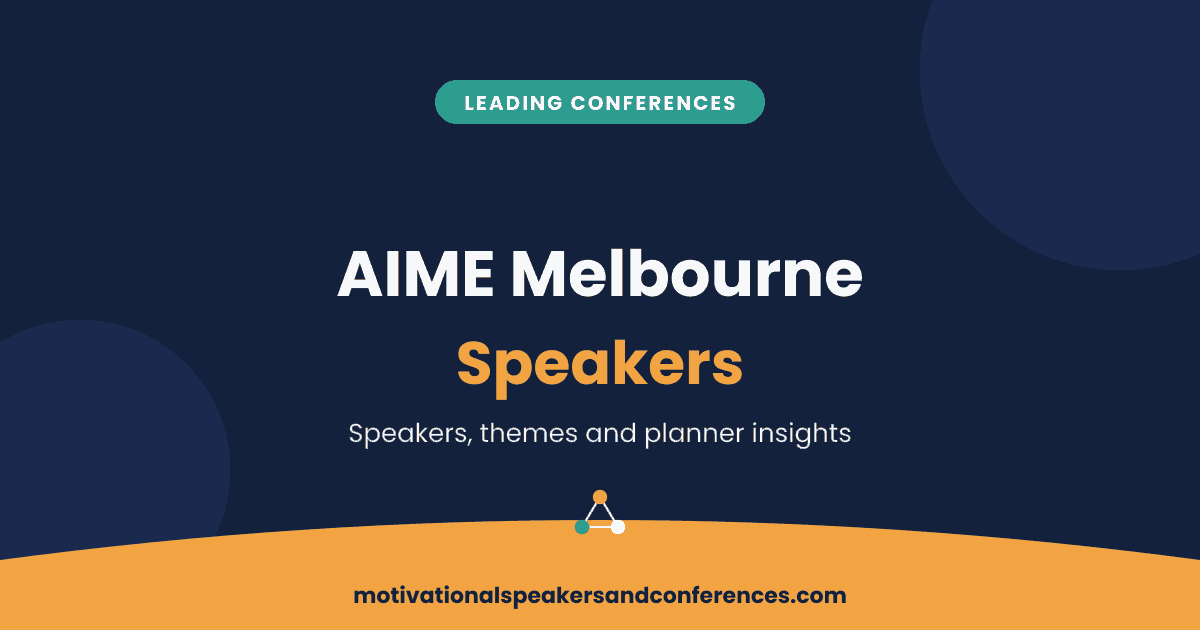 LEADING CONFERENCES
AIME Melbourne
Speakers
Speakers, themes and planner insights
motivationalspeakersandconferences.com